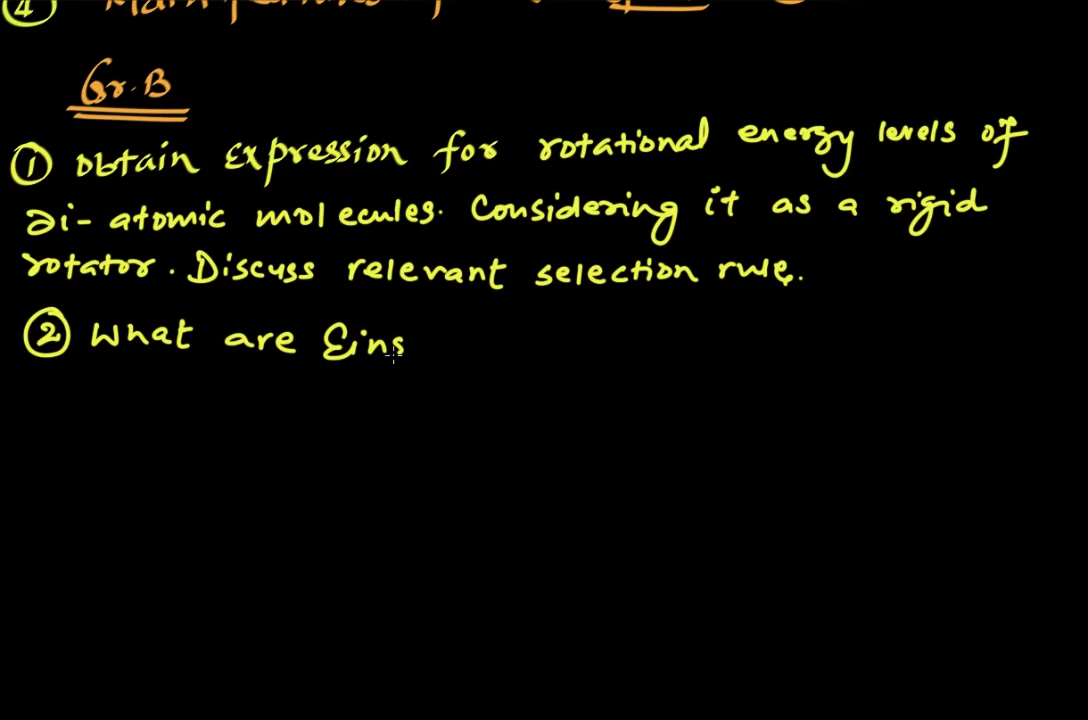 ④
Gr. B
① Obtain Expression for rotational energy levels of
di-atomic molecules. Considering it as a rigid
rotator. Discuss relevant selection rule.
② What are Eins